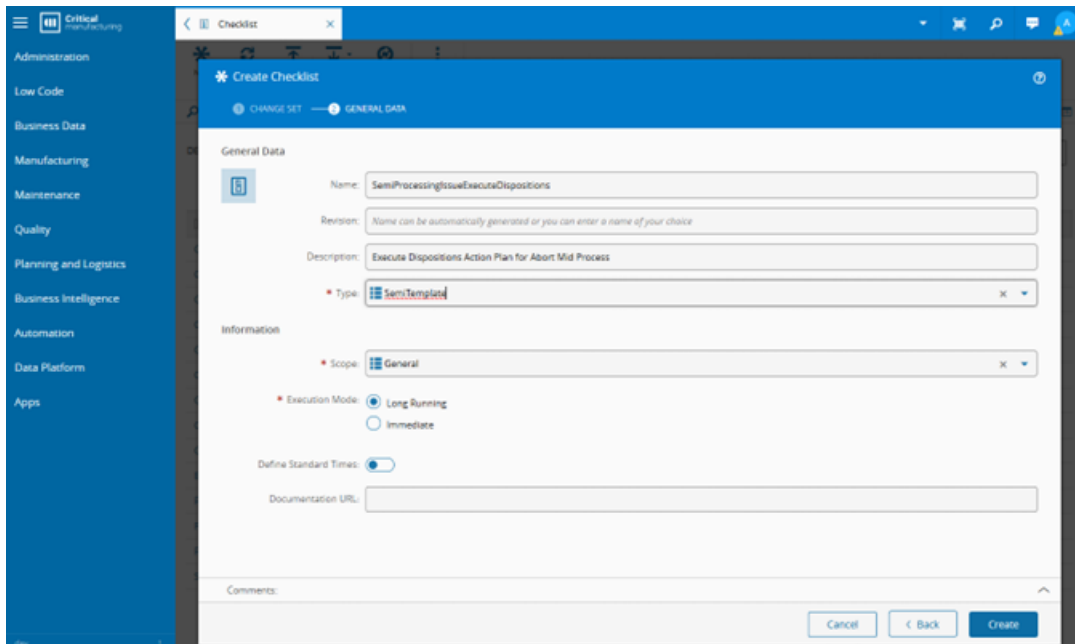 Critical
manufacturing
Checklist
A
Administration
Low Code
Business Data
Manufacturing
Maintenance
Quality
Planning and Logistics
Business Intelligence
Automation
Data Platform
Apps
Create Checklist
1 CHANGE SET 2 GENERAL DATA
General Data
Name: SemiProcessingIssueExecuteDispositions
Revision: Name can be automatically generated or you can enter a name of your choice
Description: Execute Dispositions Action Plan for Abort Mid Process
* Type: SemiTemplate
Information
* Scope: General
* Execution Mode: Long Running
Immediate
Define Standard Times:
Documentation URL:
Comments:
Cancel < Back Create